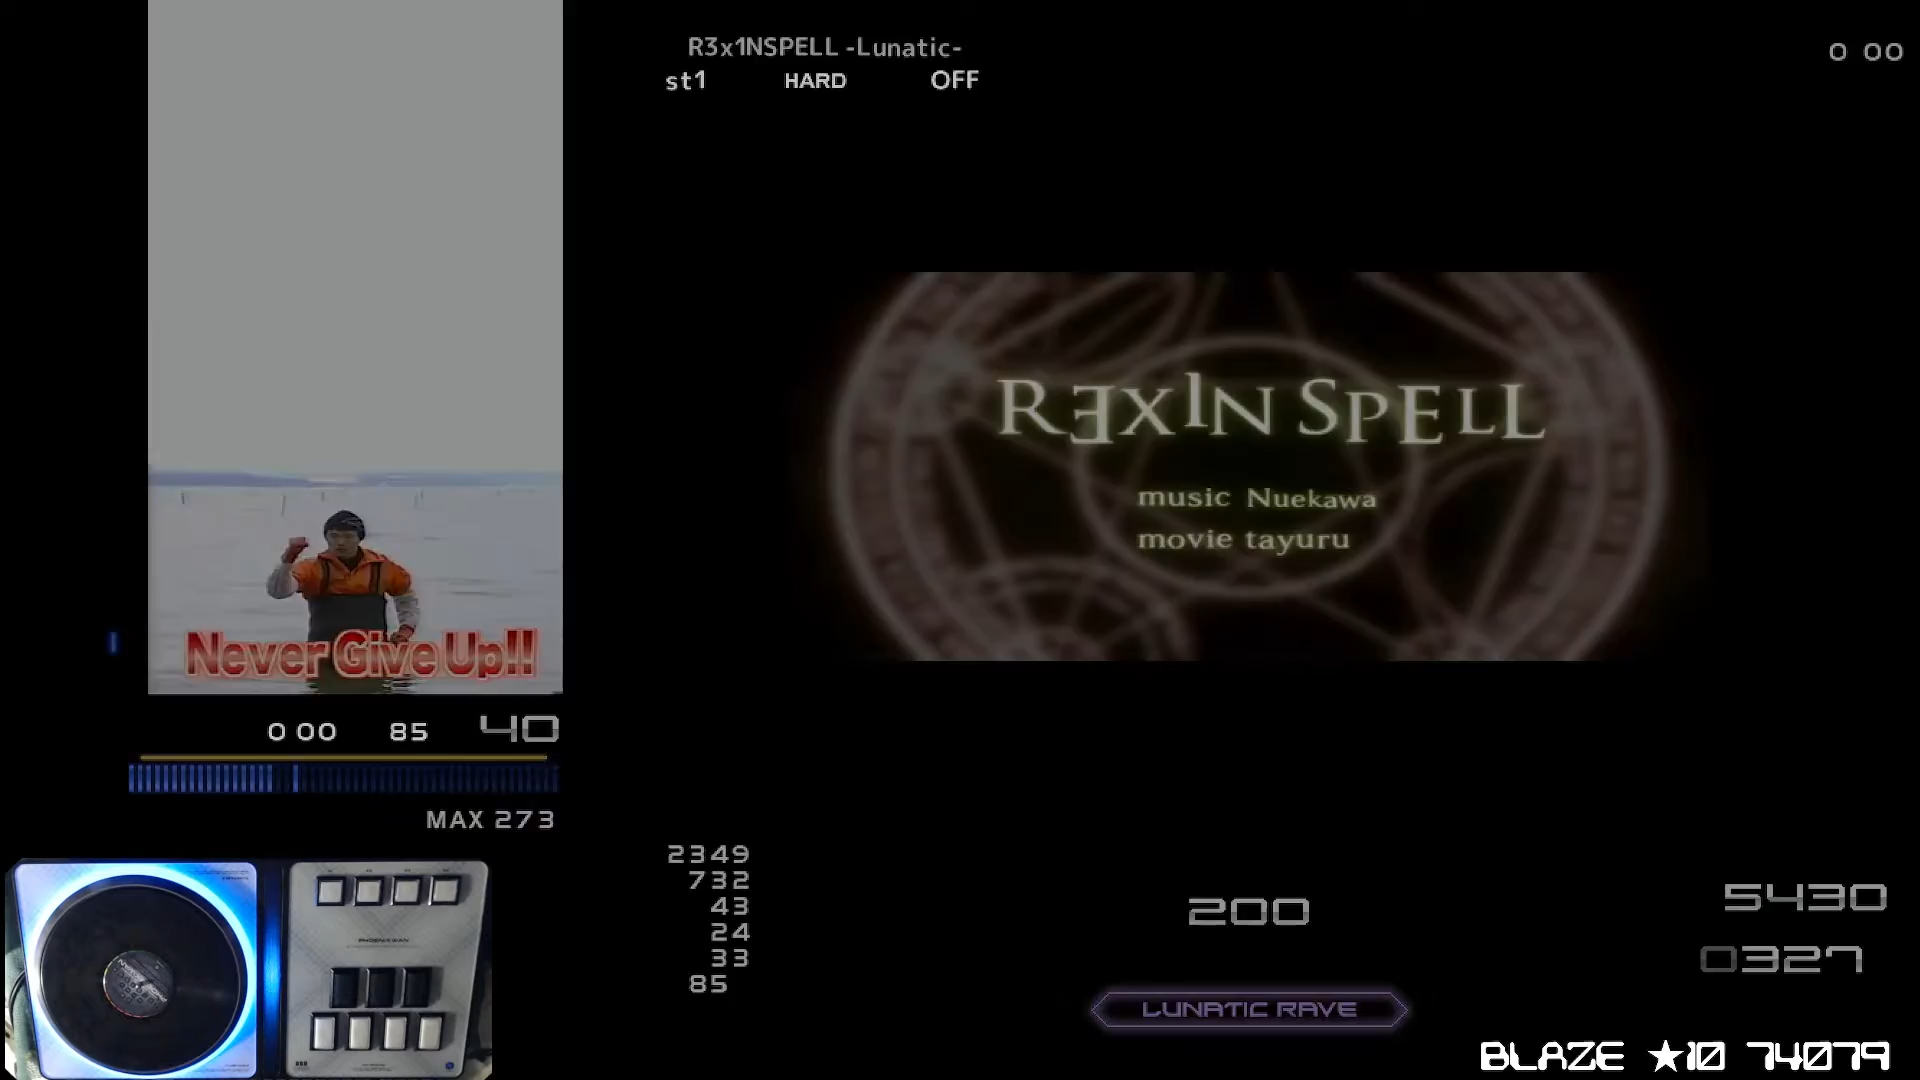 R3x1NSPELL -Lunatic-
st1 HARD OFF
0 00
RƎX1N SPELL
music Nuekawa
movie tayuru
Never Give Up!!
0 00 85 40
MAX 273
2349
732
43
24
33
85
200
LUNATIC RAVE
5430
0327
BLAZE ★10 74079